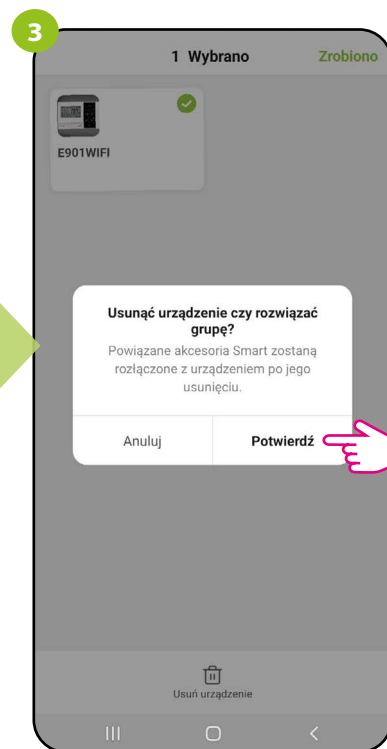 3
1 Wybrano
Zrobiono
E901WIFI
Usunąć urządzenie czy rozwiązać
grupę?
Powiązane akcesoria Smart zostaną
rozłączone z urządzeniem po jego
usunięciu.
Anuluj
Potwierdź
Usuń urządzenie